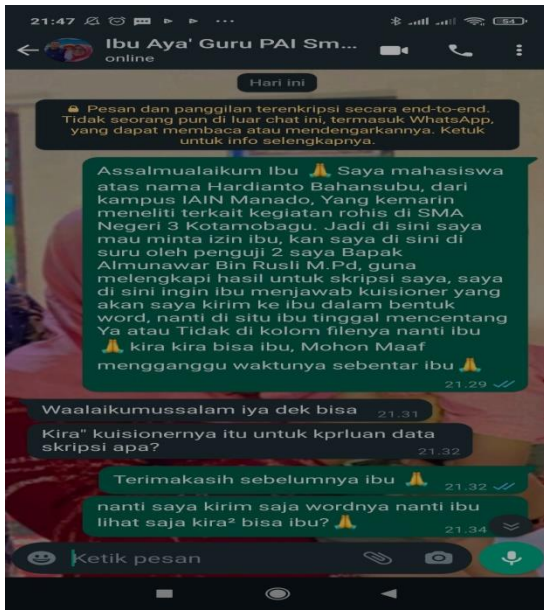 21:47
54
Ibu Aya' Guru PAI Sm...
online
Hari ini
Pesan dan panggilan terenkripsi secara end-to-end.
Tidak seorang pun di luar chat ini, termasuk WhatsApp,
yang dapat membaca atau mendengarkannya. Ketuk
untuk info selengkapnya.
Assalmualaikum Ibu 🙏 Saya mahasiswa
atas nama Hardianto Bahansubu, dari
kampus IAIN Manado, Yang kemarin
meneliti terkait kegiatan rohis di SMA
Negeri 3 Kotamobagu. Jadi di sini saya
mau minta izin ibu, kan saya di sini di
suru oleh penguji 2 saya Bapak
Almunawar Bin Rusli M.Pd, guna
melengkapi hasil untuk skripsi saya, saya
di sini ingin ibu menjawab kuisioner yang
akan saya kirim ke ibu dalam bentuk
word, nanti di situ ibu tinggal mencentang
Ya atau Tidak di kolom filenya nanti ibu
🙏 kira kira bisa ibu, Mohon Maaf
mengganggu waktunya sebentar ibu 🙏
21.29
Waalaikumussalam iya dek bisa 21.31
Kira" kuisionernya itu untuk kprluan data
skripsi apa? 21.32
Terimakasih sebelumnya ibu 🙏 21.32
nanti saya kirim saja wordnya nanti ibu
lihat saja kira² bisa ibu? 🙏 21.34
Ketik pesan